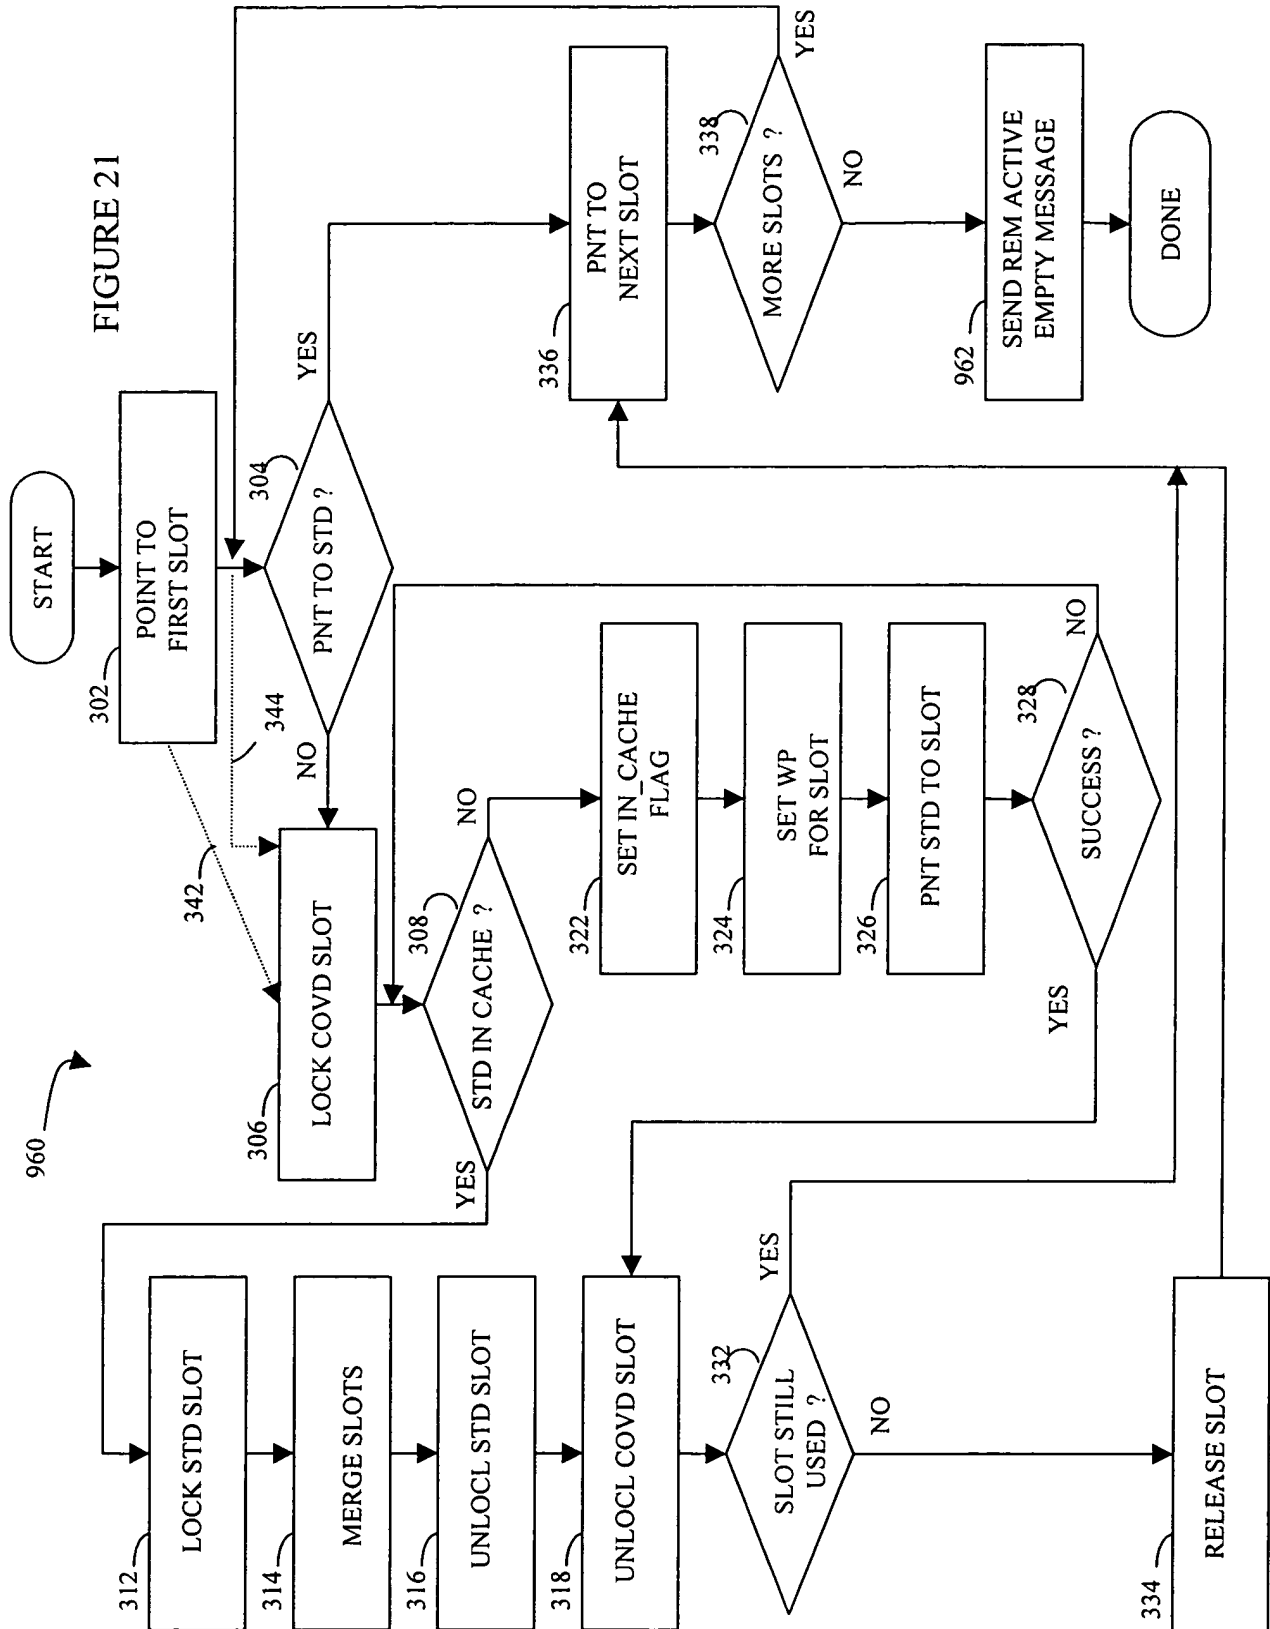 FIGURE 21
960
START
302
POINT TO
FIRST SLOT
342
344
304
PNT TO STD ?
YES
NO
306
LOCK COVD SLOT
308
STD IN CACHE ?
YES
NO
312
LOCK STD SLOT
314
MERGE SLOTS
316
UNLOCL STD SLOT
318
UNLOCL COVD SLOT
322
SET IN_CACHE
FLAG
324
SET WP
FOR SLOT
326
PNT STD TO SLOT
328
SUCCESS ?
YES
NO
332
SLOT STILL
USED ?
YES
NO
334
RELEASE SLOT
336
PNT TO
NEXT SLOT
338
MORE SLOTS ?
YES
NO
962
SEND REM ACTIVE
EMPTY MESSAGE
DONE